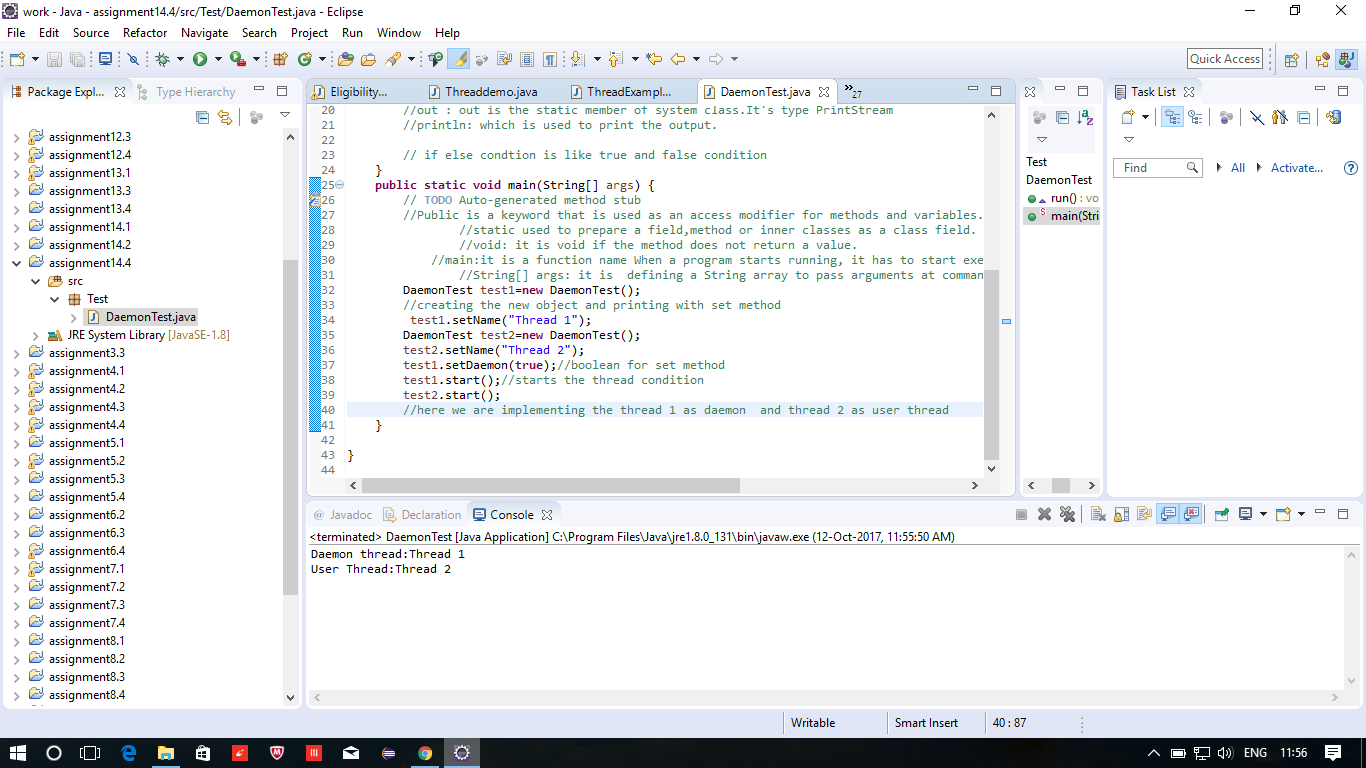 work - Java - assignment14.4/src/Test/DaemonTest.java - Eclipse
File Edit Source Refactor Navigate Search Project Run Window Help
Quick Access
Package Expl...
Type Hierarchy
assignment12.3
assignment12.4
assignment13.1
assignment13.3
assignment13.4
assignment14.1
assignment14.2
assignment14.4
src
Test
DaemonTest.java
JRE System Library [JavaSE-1.8]
assignment3.3
assignment4.1
assignment4.2
assignment4.3
assignment4.4
assignment5.1
assignment5.2
assignment5.3
assignment5.4
assignment6.2
assignment6.3
assignment6.4
assignment7.1
assignment7.2
assignment7.3
assignment7.4
assignment8.1
assignment8.2
assignment8.3
assignment8.4
Eligibility... Threaddemo.java ThreadExampl... DaemonTest.java »27
20 //out : out is the static member of system class.It's type PrintStream
21 //println: which is used to print the output.
22
23 // if else condtion is like true and false condition
24 }
25 public static void main(String[] args) {
26 // TODO Auto-generated method stub
27 //Public is a keyword that is used as an access modifier for methods and variables.
28 //static used to prepare a field,method or inner classes as a class field.
29 //void: it is void if the method does not return a value.
30 //main:it is a function name When a program starts running, it has to start exe
31 //String[] args: it is  defining a String array to pass arguments at comman
32 DaemonTest test1=new DaemonTest();
33 //creating the new object and printing with set method
34 test1.setName("Thread 1");
35 DaemonTest test2=new DaemonTest();
36 test2.setName("Thread 2");
37 test1.setDaemon(true);//boolean for set method
38 test1.start();//starts the thread condition
39 test2.start();
40 //here we are implementing the thread 1 as daemon  and thread 2 as user thread
41 }
42
43 }
44
Test
DaemonTest
run() : vo
S main(Stri
Task List
Find All Activate...
@ Javadoc Declaration Console
<terminated> DaemonTest [Java Application] C:\Program Files\Java\jre1.8.0_131\bin\javaw.exe (12-Oct-2017, 11:55:50 AM)
Daemon thread:Thread 1
User Thread:Thread 2
Writable Smart Insert 40 : 87
ENG 11:56